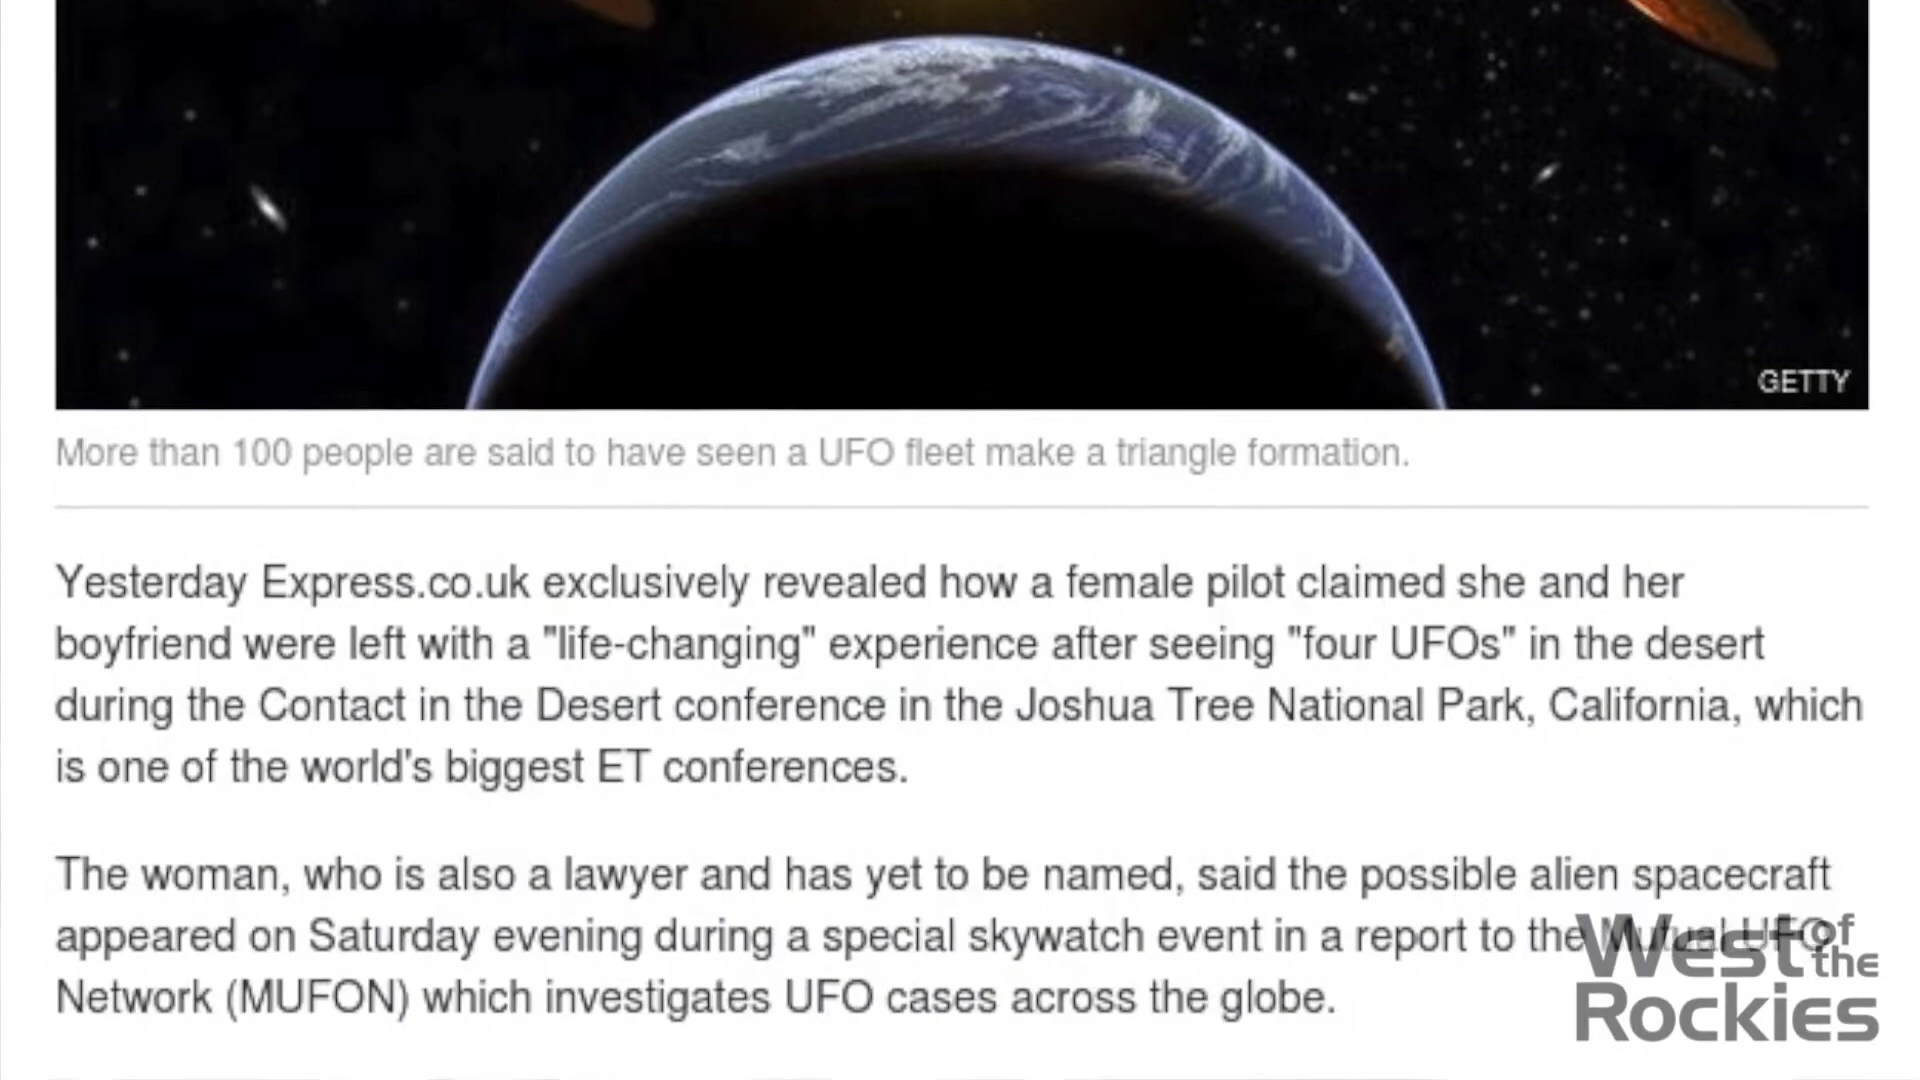 GETTY
More than 100 people are said to have seen a UFO fleet make a triangle formation.
Yesterday Express.co.uk exclusively revealed how a female pilot claimed she and her
boyfriend were left with a "life-changing" experience after seeing "four UFOs" in the desert
during the Contact in the Desert conference in the Joshua Tree National Park, California, which
is one of the world's biggest ET conferences.
The woman, who is also a lawyer and has yet to be named, said the possible alien spacecraft
appeared on Saturday evening during a special skywatch event in a report to the Mutual UFO
Network (MUFON) which investigates UFO cases across the globe.
West of the
Rockies